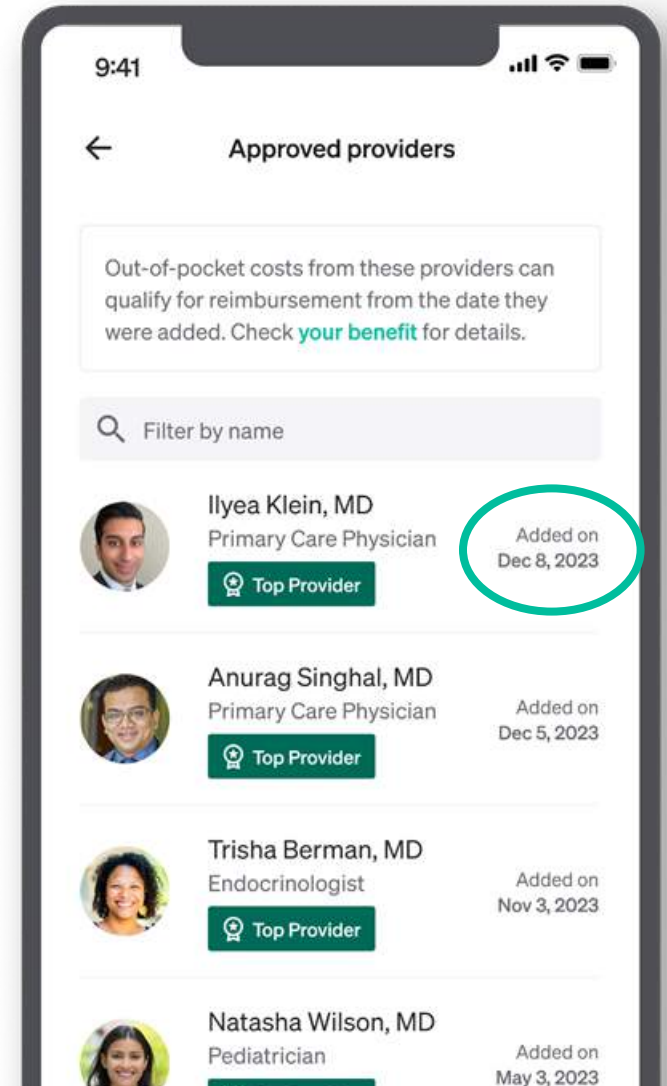 9:41
Approved providers
Out-of-pocket costs from these providers can
qualify for reimbursement from the date they
were added. Check your benefit for details.
Filter by name
Ilyea Klein, MD
Primary Care Physician
Top Provider
Added on
Dec 8, 2023
Anurag Singhal, MD
Primary Care Physician
Top Provider
Added on
Dec 5, 2023
Trisha Berman, MD
Endocrinologist
Top Provider
Added on
Nov 3, 2023
Natasha Wilson, MD
Pediatrician
Added on
May 3, 2023